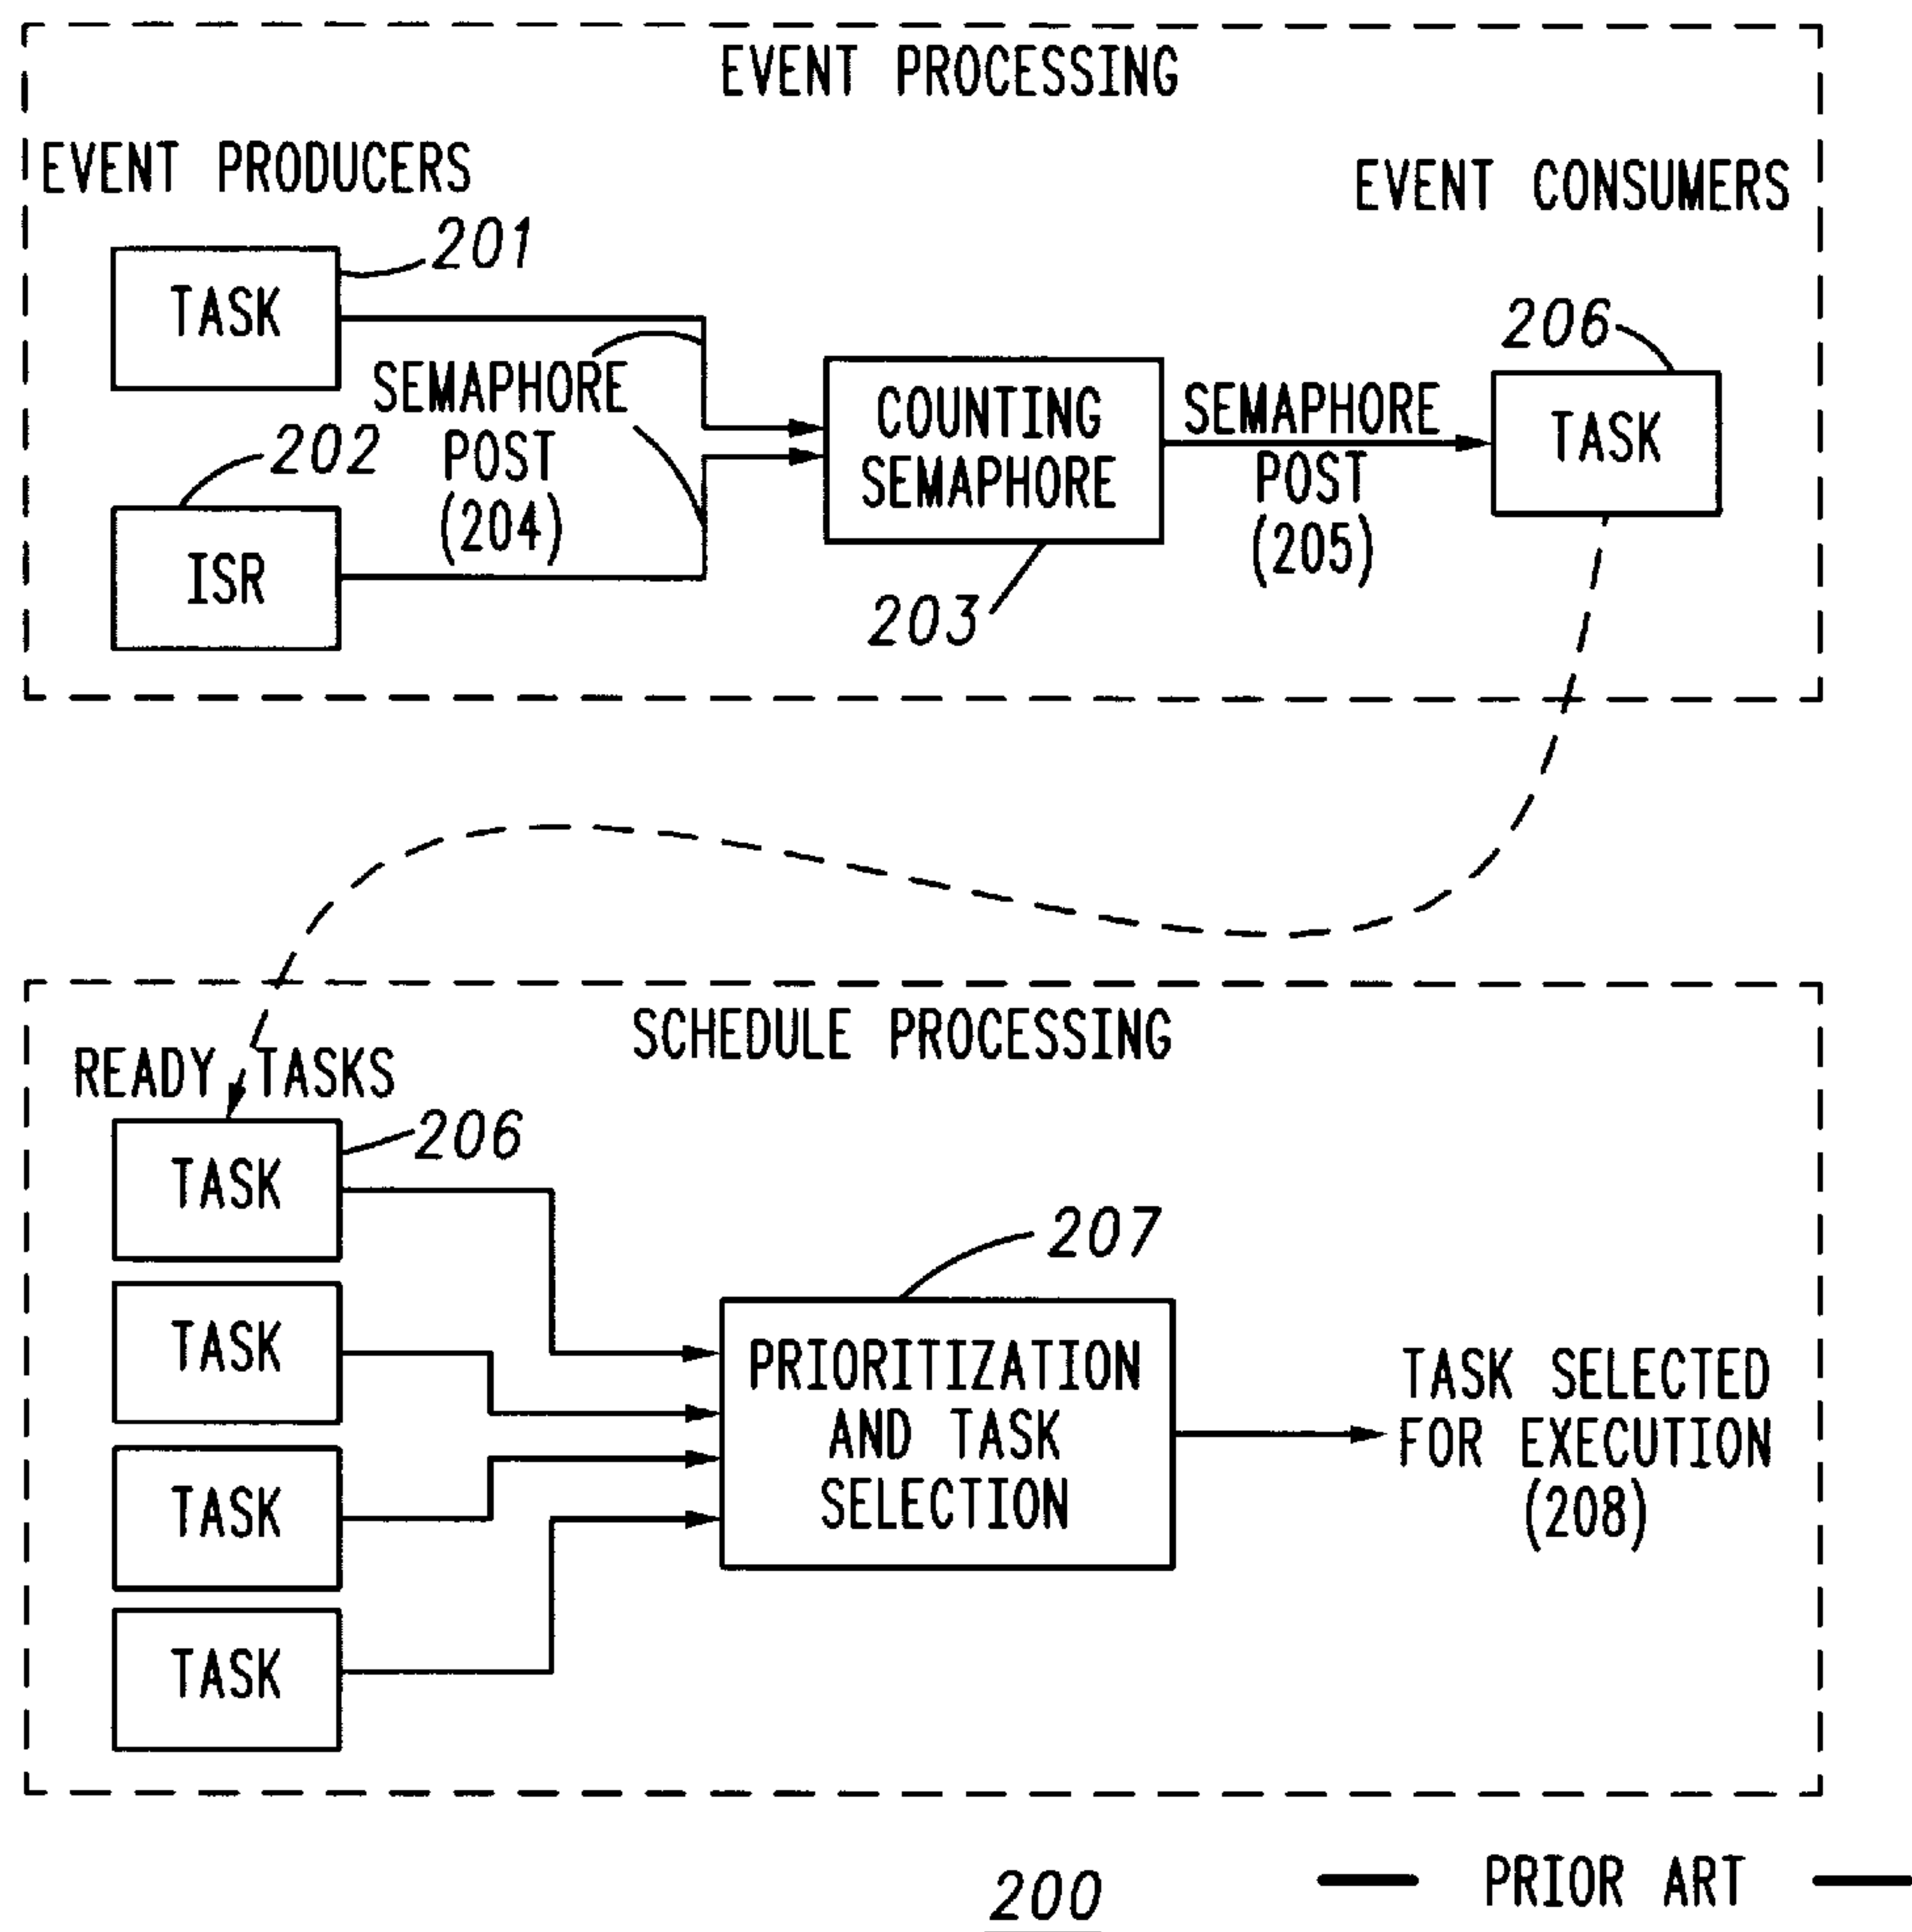 EVENT PROCESSING
EVENT PRODUCERS
EVENT CONSUMERS
201
TASK
206
SEMAPHORE
POST
(204)
202
ISR
COUNTING
SEMAPHORE
203
SEMAPHORE
POST
(205)
TASK
SCHEDULE PROCESSING
READY TASKS
206
TASK
TASK
TASK
TASK
207
PRIORITIZATION
AND TASK
SELECTION
TASK SELECTED
FOR EXECUTION
(208)
200
PRIOR ART